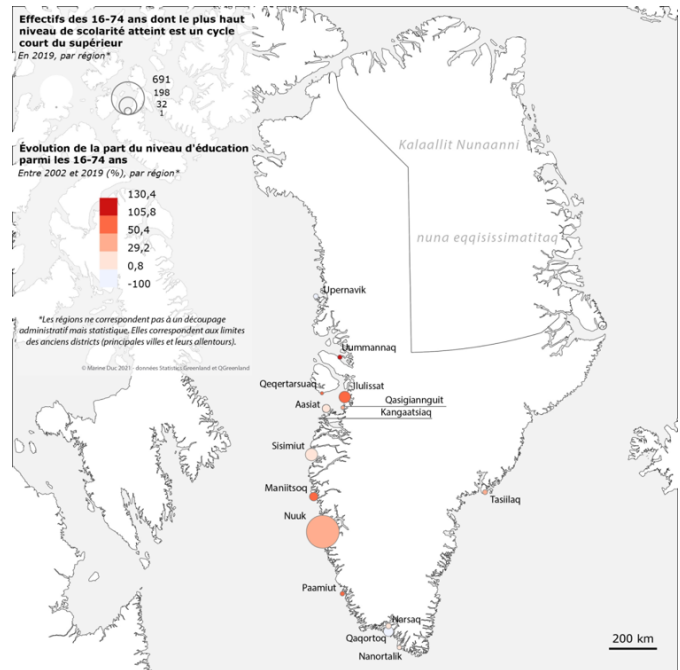 Effectifs des 16-74 ans dont le plus haut
niveau de scolarité atteint est un cycle
court du supérieur
En 2019, par région*
691
198
32
1
Évolution de la part du niveau d'éducation
parmi les 16-74 ans
Entre 2002 et 2019 (%), par région*
130,4
105,8
50,4
29,2
0,8
-100
*Les régions ne correspondent pas à un découpage
administratif mais statistique. Elles correspondent aux limites
des anciens districts (principales villes et leurs allentours).
© Marine Duc 2021 - données Statistics Greenland et QGreenland
Kalaallit Nunaanni
nuna eqqisissimatitaq
Upernavik
Uummannaq
Qeqertarsuaq
Ilulissat
Qasigiannguit
Aasiat
Kangaatsiaq
Sisimiut
Maniitsoq
Tasiilaq
Nuuk
Paamiut
Narsaq
Qaqortoq
Nanortalik
200 km